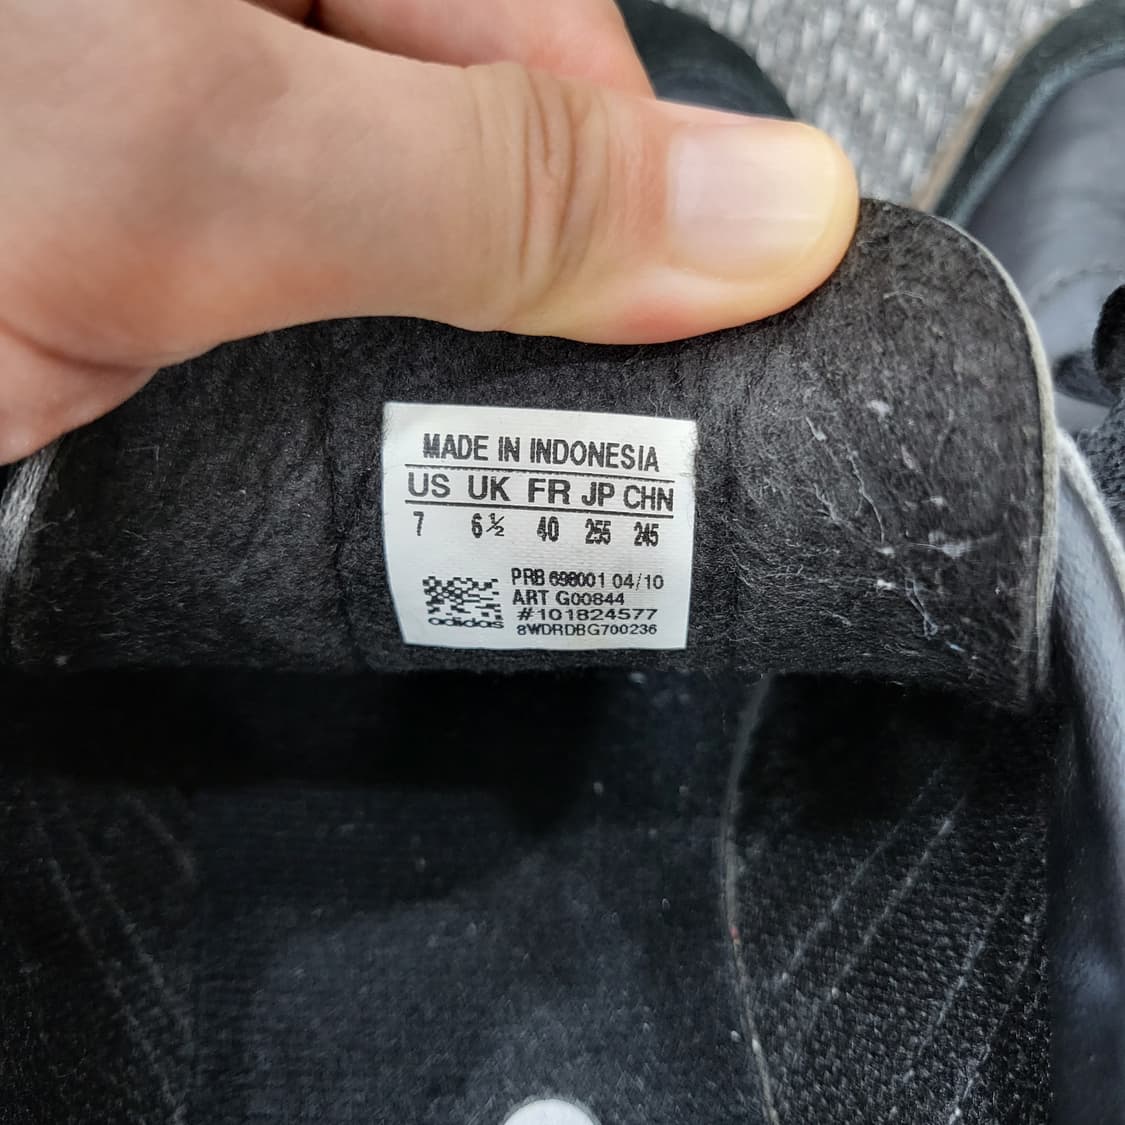 MADE IN INDONESIA
US UK FR JP CHN
7 6½ 40 255 245
PRB 698001 04/10
ART G00844
#101824577
8WDRDBG700236
adidas